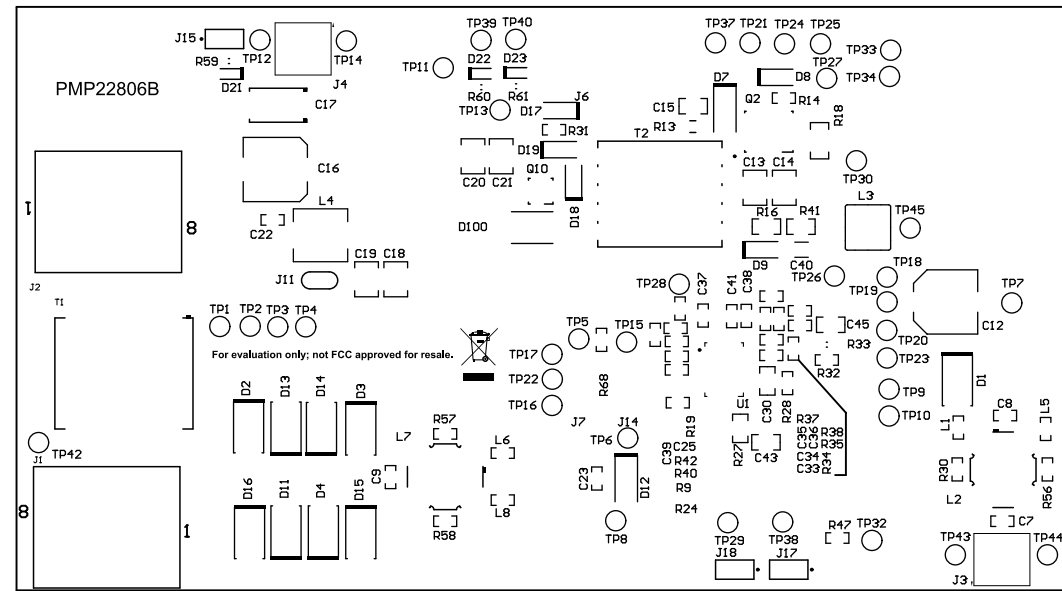 J15
TP12
TP14
R59
D21
J4
PMP22806B
C17
C16
L4
C22
J11
C19
C18
1
8
J2
T1
TP1
TP2
TP3
TP4
For evaluation only; not FCC approved for resale.
TP39
TP40
TP11
D22
D23
R60
R61
TP13
D17
J6
R31
D19
Q10
C20
C21
D100
D18
TP37
TP21
TP24
TP25
TP33
TP34
TP27
D7
D8
Q2
R14
R18
C15
R13
T2
C13
C14
TP30
L3
R16
R41
TP45
D9
C40
TP26
TP18
TP19
TP7
C12
TP28
C37
C41
C38
C45
TP20
R33
TP23
R32
TP5
TP15
TP17
TP22
TP16
R68
U1
C30
R28
TP9
TP10
D1
D2
D13
D14
D3
TP42
J1
8
1
D16
D11
D4
D15
L7
R57
L6
C9
L8
R58
J7
J14
TP6
C23
D12
TP8
R19
C39
C25
R42
R40
R9
R24
R27
C43
R37
C35
C36
R38
R35
C34
C33
R34
L1
C8
L5
R30
L2
R56
C7
TP29
TP38
J18
J17
R47
TP32
TP43
TP44
J3